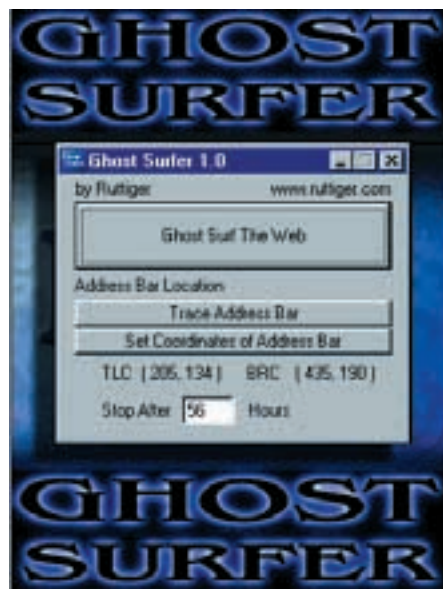 GHOST
SURFER
Ghost Surfer 1.0
by Ruttiger www.ruttiger.com
Ghost Surf The Web
Address Bar Location
Trace Address Bar
Set Coordinates of Address Bar
TLC ( 205, 134 ) BRC ( 435, 190 )
Stop After 56 Hours
GHOST
SURFER